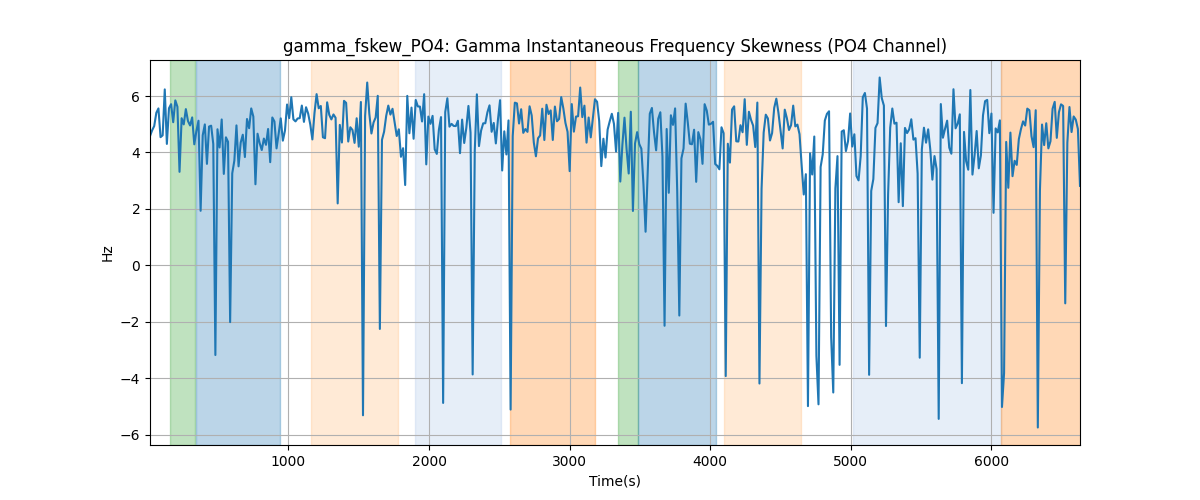 gamma_fskew_PO4: Gamma Instantaneous Frequency Skewness (PO4 Channel)
6
4
2
0
−2
−4
−6
Hz
1000 2000 3000 4000 5000 6000
Time(s)